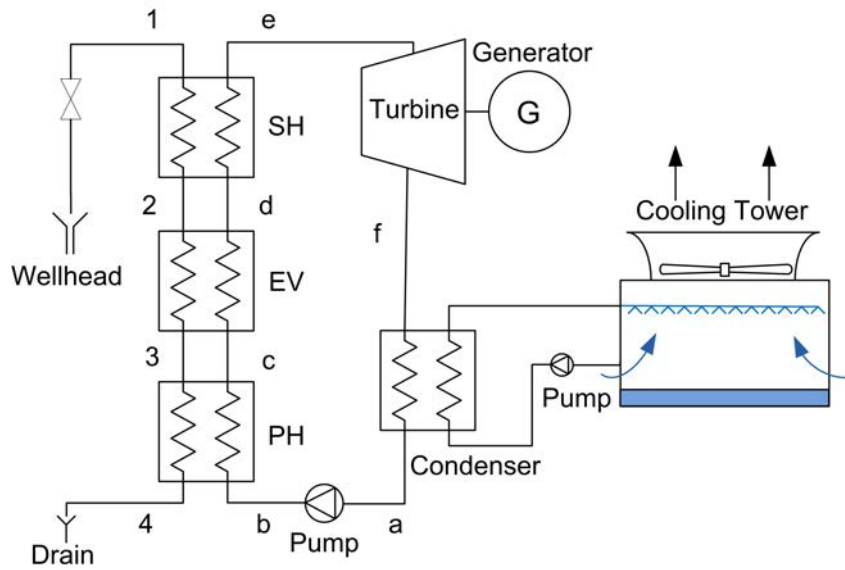 1
e
Generator
Turbine
G
SH
2
d
Cooling Tower
f
Wellhead
EV
3
c
Pump
PH
Condenser
4
b
a
Drain
Pump